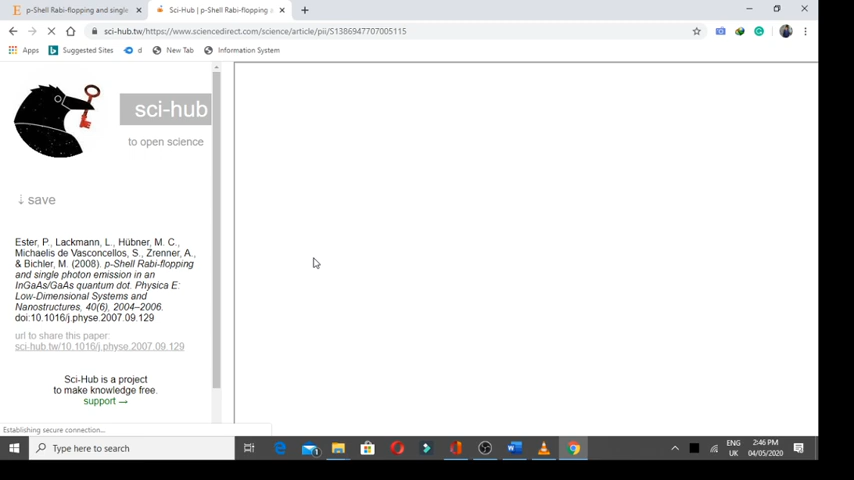 p-Shell Rabi-flopping and single
Sci-Hub | p-Shell Rabi-flopping a
sci-hub.tw/https://www.sciencedirect.com/science/article/pii/S1386947707005115
Apps Suggested Sites d New Tab Information System
sci-hub
to open science
↓ save
Ester, P., Lackmann, L., Hübner, M. C.,
Michaelis de Vasconcellos, S., Zrenner, A.,
& Bichler, M. (2008). p-Shell Rabi-flopping
and single photon emission in an
InGaAs/GaAs quantum dot. Physica E:
Low-Dimensional Systems and
Nanostructures, 40(6), 2004–2006.
doi:10.1016/j.physe.2007.09.129
url to share this paper:
sci-hub.tw/10.1016/j.physe.2007.09.129
Sci-Hub is a project
to make knowledge free.
support →
Establishing secure connection...
Type here to search
ENG 2:46 PM
UK 04/05/2020